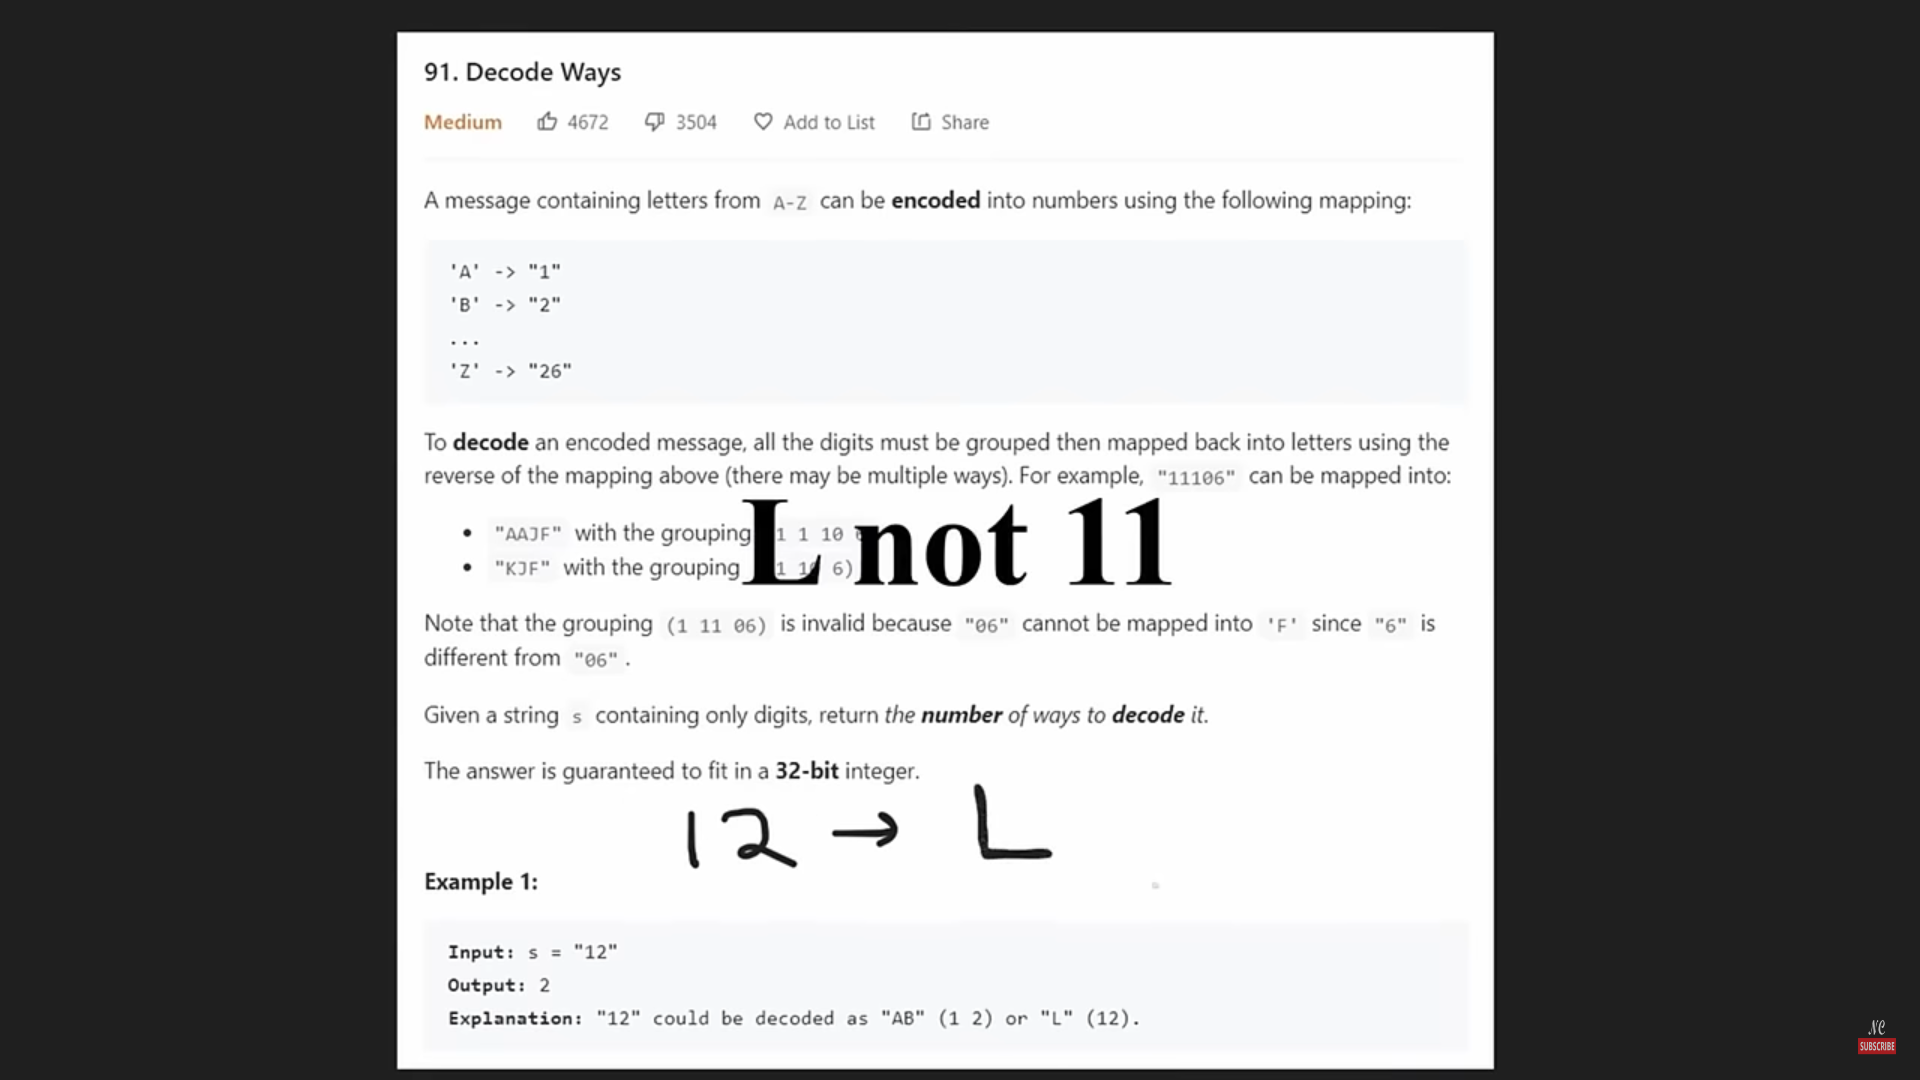 91. Decode Ways
Medium 4672 3504 Add to List Share
A message containing letters from A-Z can be encoded into numbers using the following mapping:
'A' -> "1"
'B' -> "2"
...
'Z' -> "26"
To decode an encoded message, all the digits must be grouped then mapped back into letters using the
reverse of the mapping above (there may be multiple ways). For example, "11106" can be mapped into:
"AAJF" with the grouping 1 1 10
"KJF" with the grouping 6)
L not 11
Note that the grouping (1 11 06) is invalid because "06" cannot be mapped into 'F' since "6" is
different from "06".
Given a string s containing only digits, return the number of ways to decode it.
The answer is guaranteed to fit in a 32-bit integer.
12 → L
Example 1:
Input: s = "12"
Output: 2
Explanation: "12" could be decoded as "AB" (1 2) or "L" (12).
NC
SUBSCRIBE